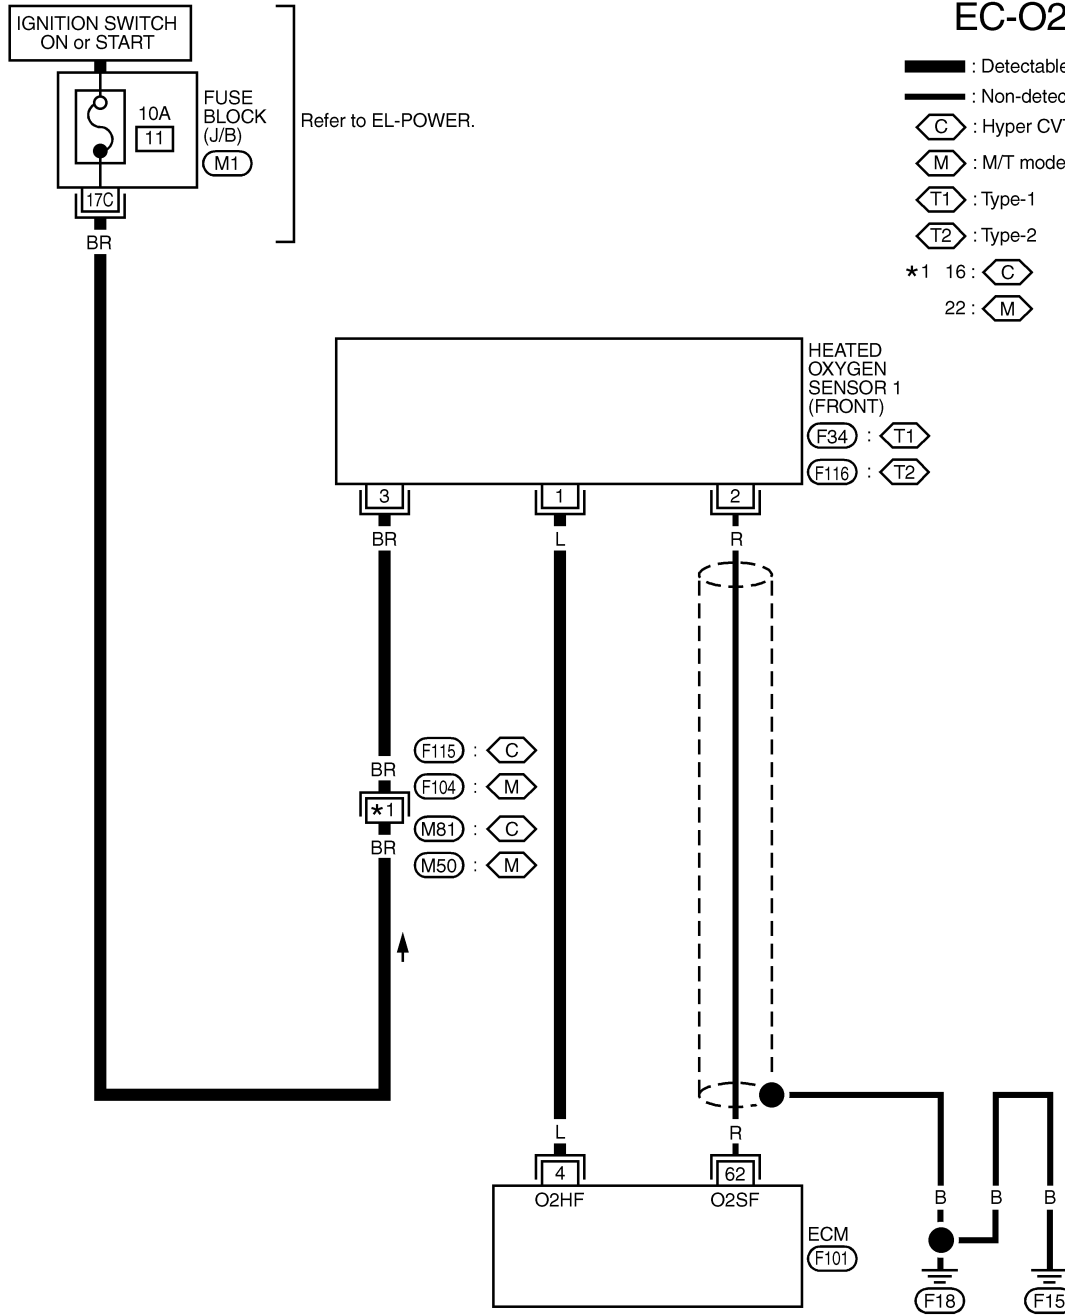 IGNITION SWITCH
ON or START
10A
11
FUSE
BLOCK
(J/B)
M1
Refer to EL-POWER.
17C
BR
EC-O2
: Detectable
: Non-detec
C : Hyper CV
M : M/T mode
T1 : Type-1
T2 : Type-2
*1 16 : C
22 : M
HEATED
OXYGEN
SENSOR 1
(FRONT)
F34 : T1
F116 : T2
3 1 2
BR L R
BR
F115 : C
F104 : M
*1
M81 : C
BR
M50 : M
L R
4 62
O2HF O2SF
ECM
F101
B B B
F18 F15